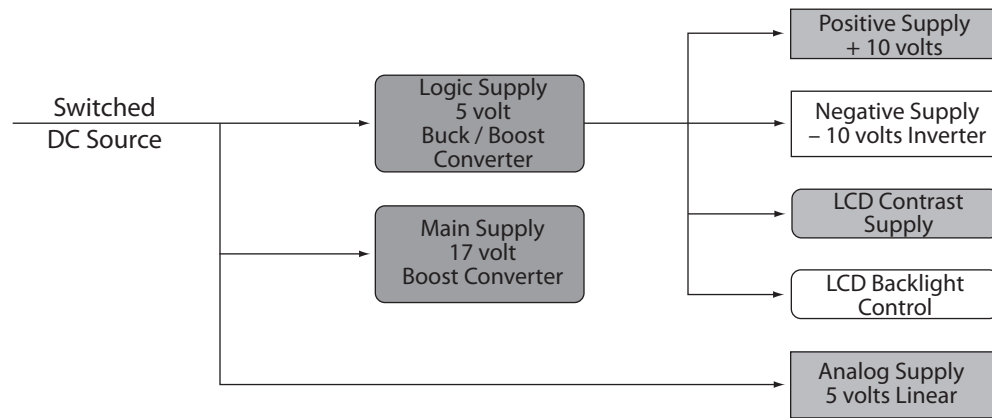 Switched
DC Source
Logic Supply
5 volt
Buck / Boost
Converter
Main Supply
17 volt
Boost Converter
Positive Supply
+ 10 volts
Negative Supply
– 10 volts Inverter
LCD Contrast
Supply
LCD Backlight
Control
Analog Supply
5 volts Linear